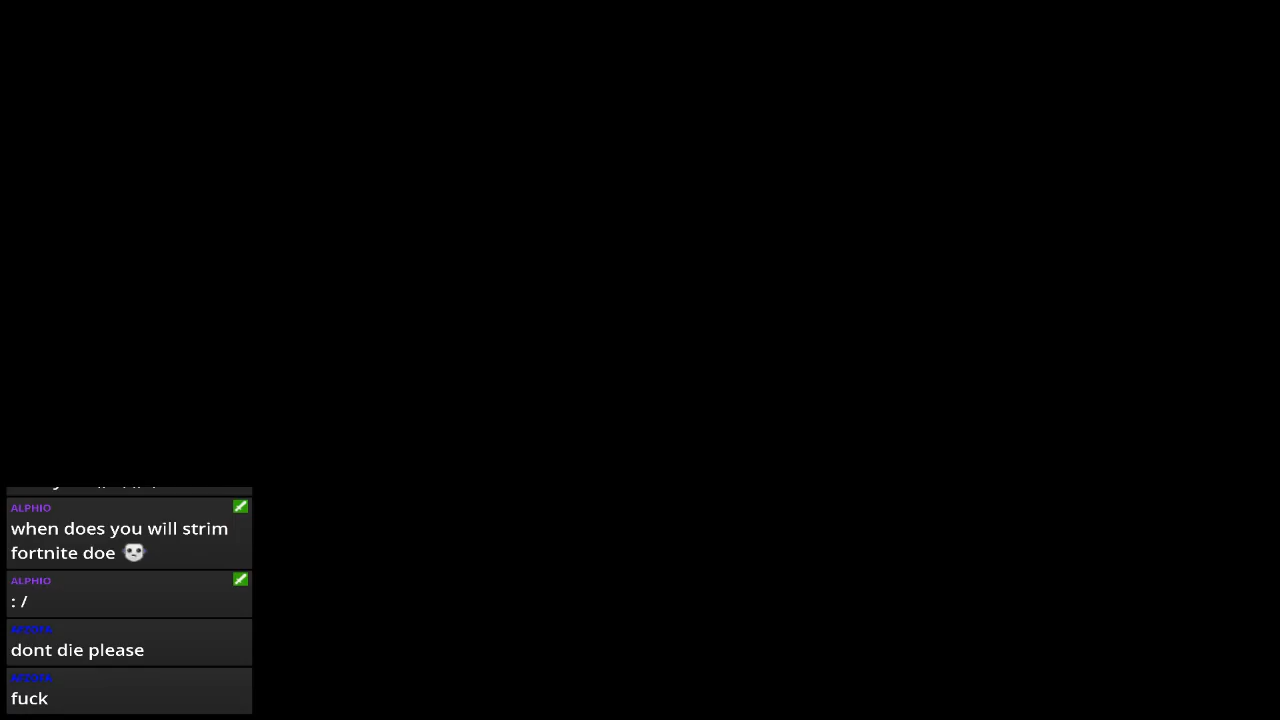 ALPHIO
when does you will strim
fortnite doe
ALPHIO
: /
dont die please
fuck